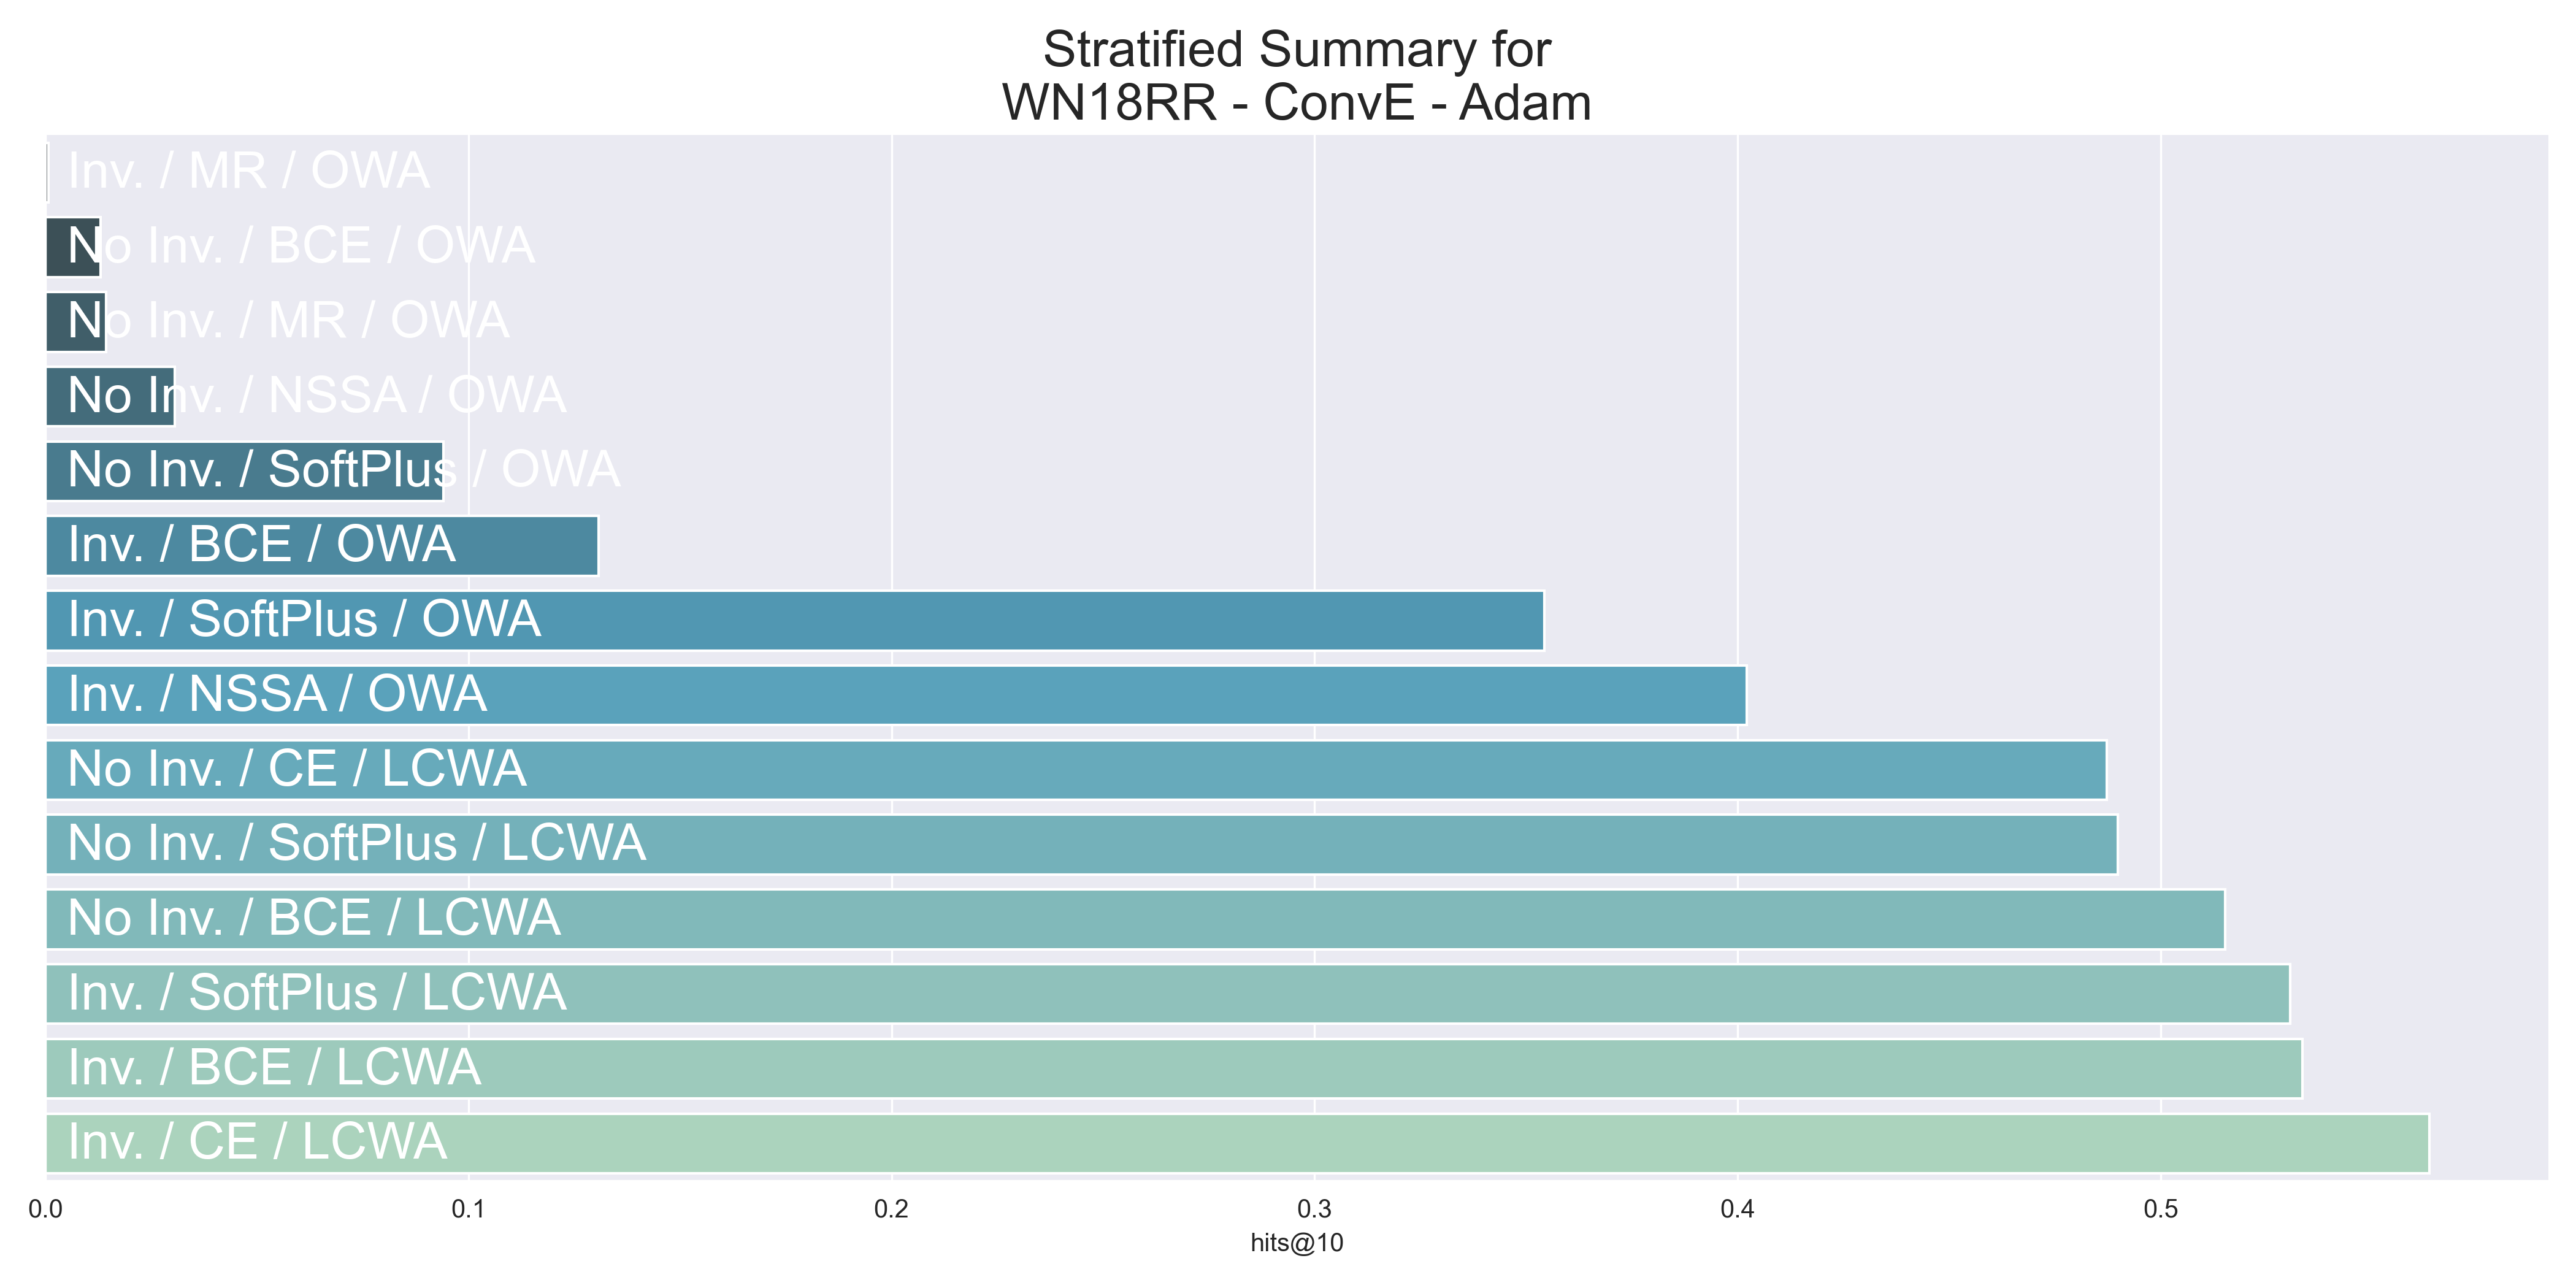 Stratified Summary for
WN18RR - ConvE - Adam
Inv. / MR / OWA
No Inv. / BCE / OWA
No Inv. / MR / OWA
No Inv. / NSSA / OWA
No Inv. / SoftPlus / OWA
Inv. / BCE / OWA
Inv. / SoftPlus / OWA
Inv. / NSSA / OWA
No Inv. / CE / LCWA
No Inv. / SoftPlus / LCWA
No Inv. / BCE / LCWA
Inv. / SoftPlus / LCWA
Inv. / BCE / LCWA
Inv. / CE / LCWA
0.0 0.1 0.2 0.3 0.4 0.5
hits@10